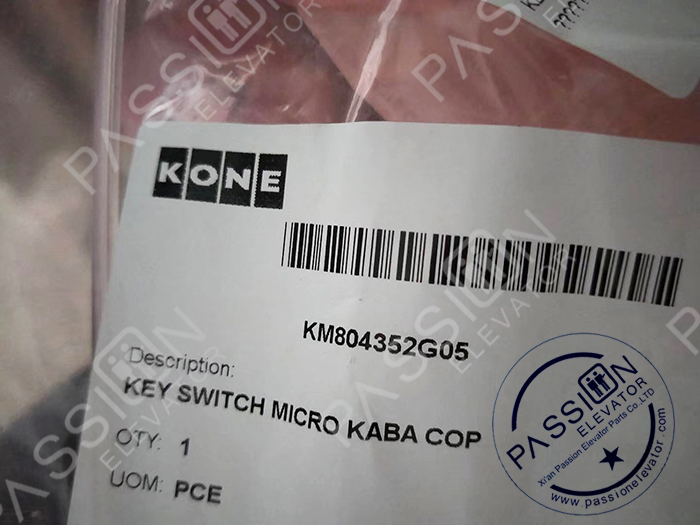 KONE
KM804352G05
Description:
KEY SWITCH MICRO KABA COP
QTY: 1
UOM: PCE
PASSION
ELEVATOR
Xi'an Passion Elevator Parts Co.,LTD
www.passionelevator.com